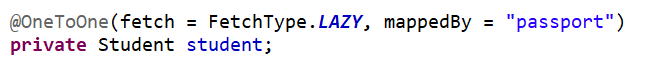 @OneToOne(fetch = FetchType.LAZY, mappedBy = "passport")
private Student student;